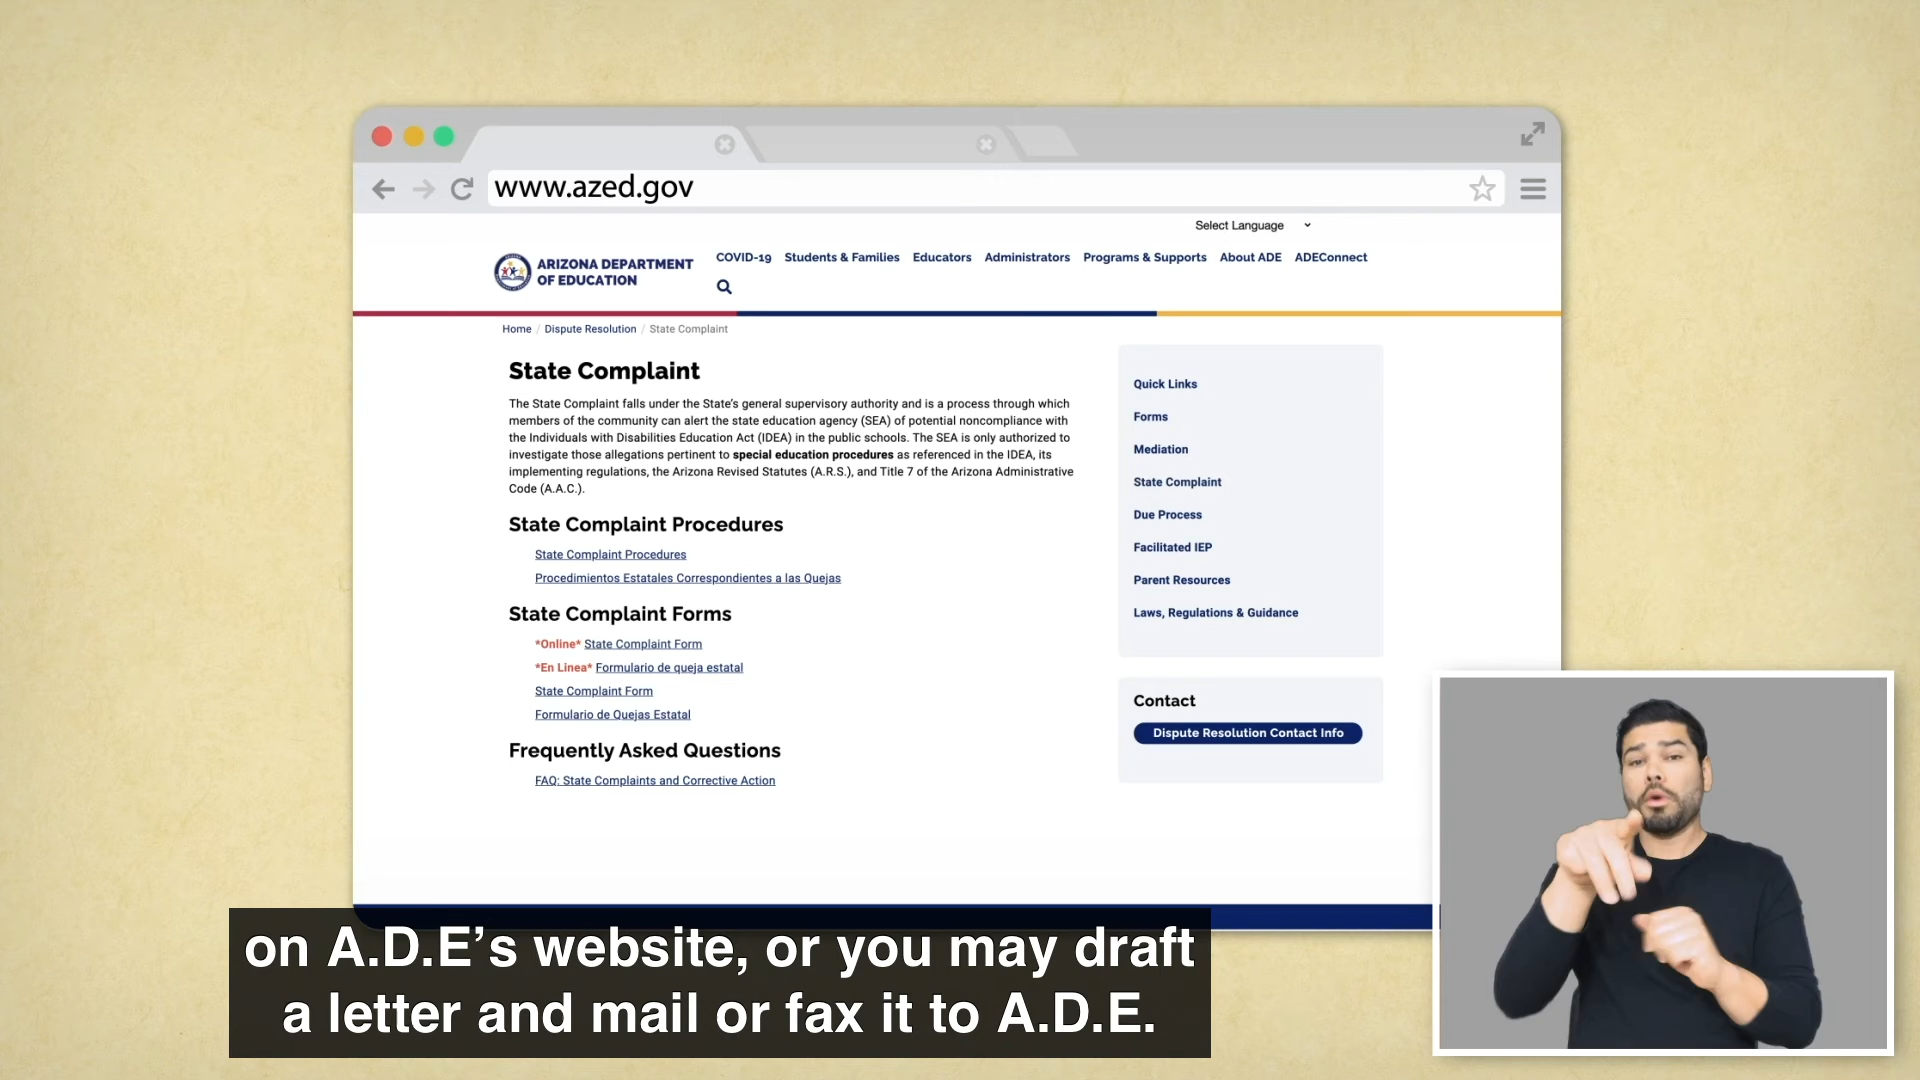 www.azed.gov
Select Language
ARIZONA DEPARTMENT
OF EDUCATION
COVID-19 Students & Families Educators Administrators Programs & Supports About ADE ADEConnect
Home / Dispute Resolution / State Complaint
State Complaint
The State Complaint falls under the State's general supervisory authority and is a process through which
members of the community can alert the state education agency (SEA) of potential noncompliance with
the Individuals with Disabilities Education Act (IDEA) in the public schools. The SEA is only authorized to
investigate those allegations pertinent to special education procedures as referenced in the IDEA, its
implementing regulations, the Arizona Revised Statutes (A.R.S.), and Title 7 of the Arizona Administrative
Code (A.A.C.).
State Complaint Procedures
State Complaint Procedures
Procedimientos Estatales Correspondientes a las Quejas
State Complaint Forms
*Online* State Complaint Form
*En Linea* Formulario de queja estatal
State Complaint Form
Formulario de Quejas Estatal
Frequently Asked Questions
FAQ: State Complaints and Corrective Action
Quick Links
Forms
Mediation
State Complaint
Due Process
Facilitated IEP
Parent Resources
Laws, Regulations & Guidance
Contact
Dispute Resolution Contact Info
on A.D.E’s website, or you may draft
a letter and mail or fax it to A.D.E.